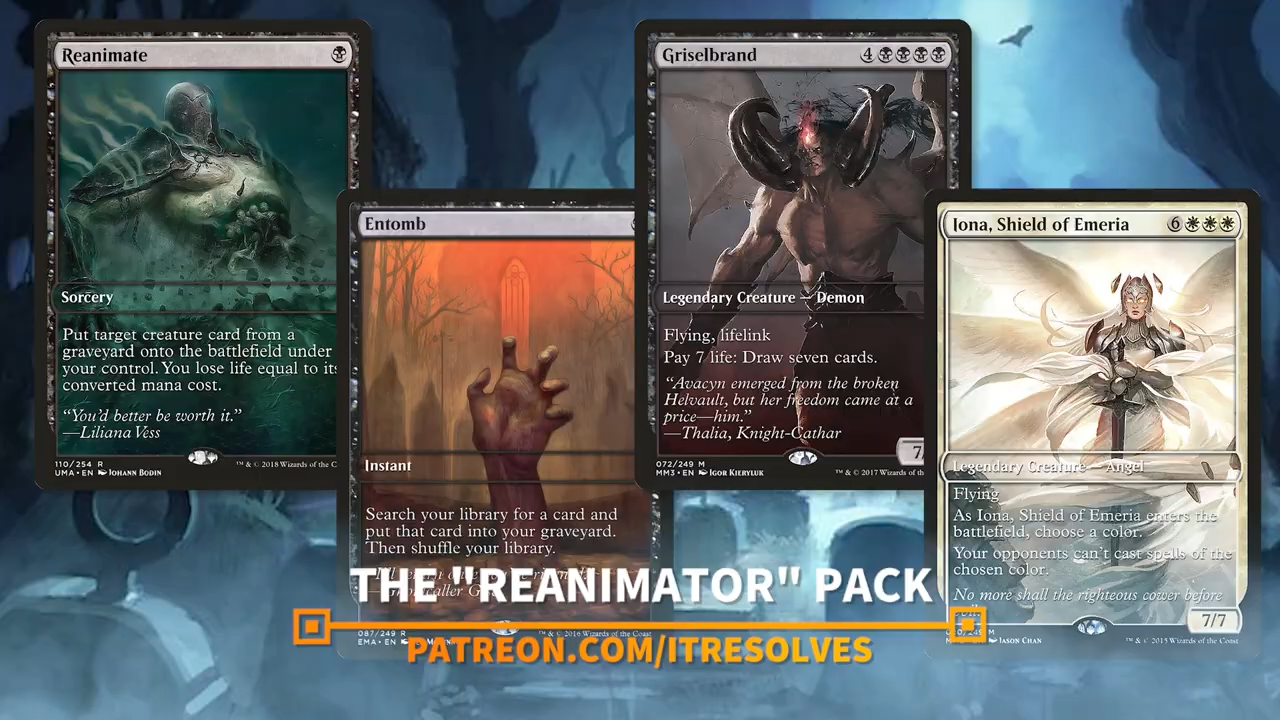 Reanimate
Sorcery
Put target creature card from a
graveyard onto the battlefield under
your control. You lose life equal to its
converted mana cost.
"You'd better be worth it."
—Liliana Vess
110/254 R
UMA • EN Johann Bodin
™ & © 2018 Wizards of the C
Entomb
Instant
Search your library for a card and
put that card into your graveyard.
Then shuffle your library.
087/249 R
EMA • EN
™ & © 2016 Wizards of the Coast
Griselbrand
4
Legendary Creature — Demon
Flying, lifelink
Pay 7 life: Draw seven cards.
"Avacyn emerged from the broken
Helvault, but her freedom came at a
price—him."
—Thalia, Knight-Cathar
7
072/249 M
MM3 • EN Igor Kieryluk
™ & © 2017 Wizards of t
Iona, Shield of Emeria
6
Legendary Creature — Angel
Flying
As Iona, Shield of Emeria enters the
battlefield, choose a color.
Your opponents can't cast spells of the
chosen color.
No more shall the righteous cower before
7/7
Jason Chan
™ & © 2015 Wizards of the Coast
THE "REANIMATOR" PACK
PATREON.COM/ITRESOLVES